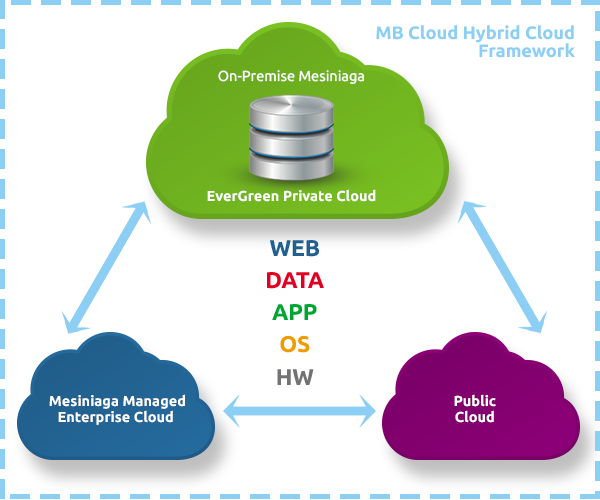 MB Cloud Hybrid Cloud
Framework
On-Premise Mesiniaga
EverGreen Private Cloud
WEB
DATA
APP
OS
HW
Mesiniaga Managed
Enterprise Cloud
Public
Cloud